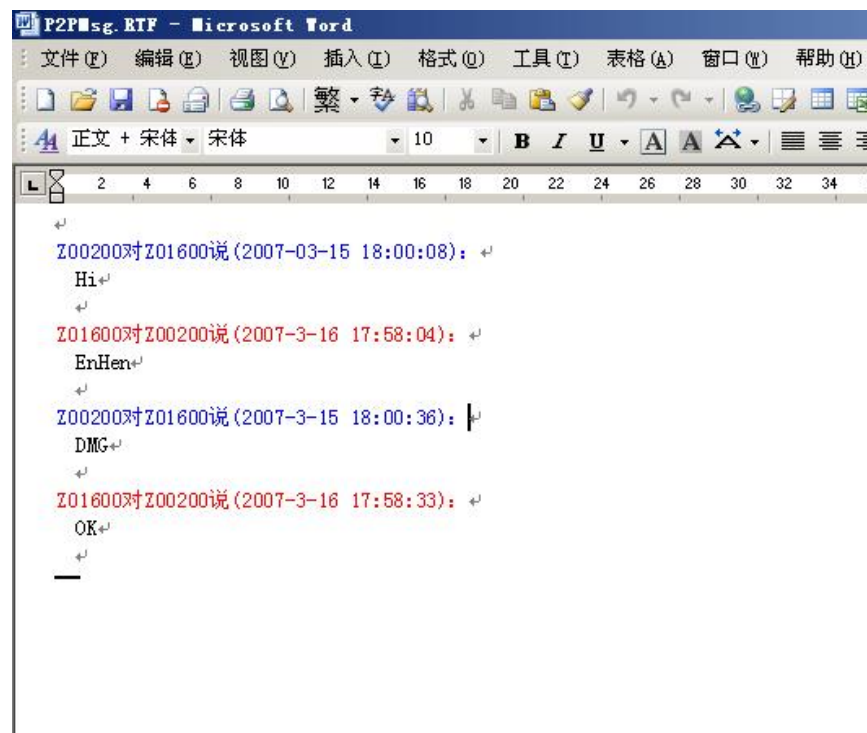 P2PMsg.RTF - Microsoft Word
文件(F) 编辑(E) 视图(V) 插入(I) 格式(O) 工具(T) 表格(A) 窗口(W) 帮助(H)
繁
正文 + 宋体 宋体 10 B I U A A
2 4 6 8 10 12 14 16 18 20 22 24 26 28 30 32 34
Z00200对Z01600说(2007-03-15 18:00:08):
Hi
Z01600对Z00200说(2007-3-16 17:58:04):
EnHen
Z00200对Z01600说(2007-3-15 18:00:36):
DMG
Z01600对Z00200说(2007-3-16 17:58:33):
OK